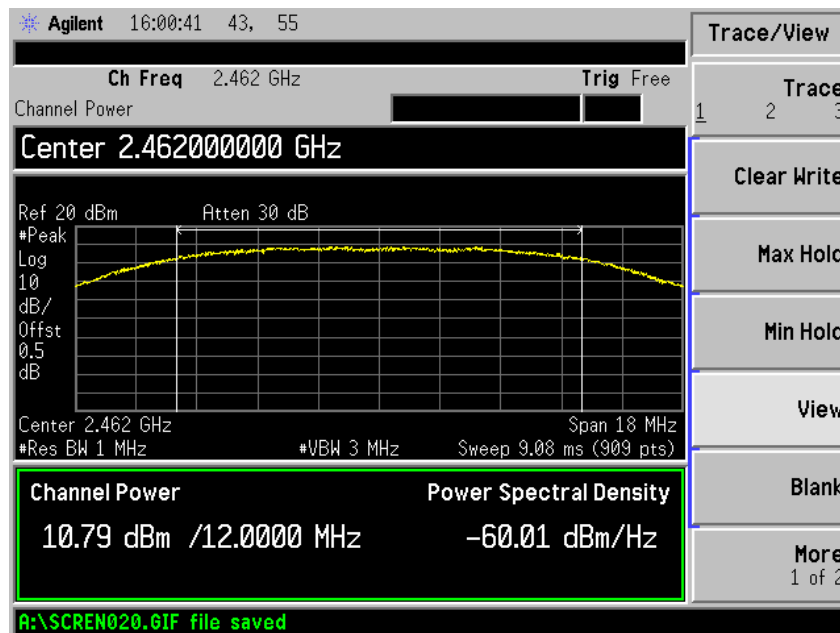 Agilent 16:00:41 43, 55
Trace/View
Ch Freq 2.462 GHz Trig Free
Channel Power
Trace
1 2 3
Center 2.462000000 GHz
Clear Write
Ref 20 dBm Atten 30 dB
#Peak
Log
10
dB/
Offst
0.5
dB
Max Hold
Min Hold
View
Center 2.462 GHz Span 18 MHz
#Res BW 1 MHz #VBW 3 MHz Sweep 9.08 ms (909 pts)
Channel Power Power Spectral Density
10.79 dBm /12.0000 MHz -60.01 dBm/Hz
Blank
More
1 of 2
A:\SCREN020.GIF file saved